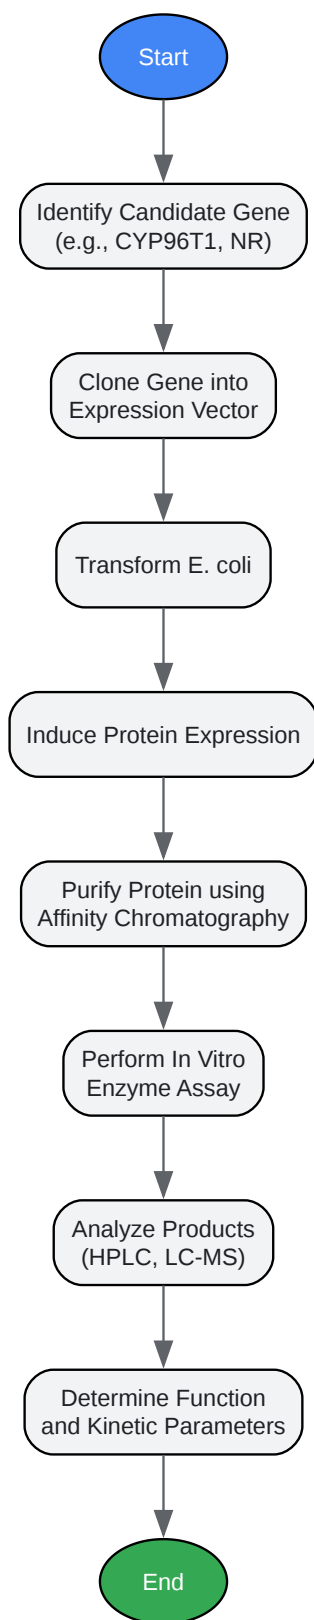 Start
Identify Candidate Gene
(e.g., CYP96T1, NR)
Clone Gene into
Expression Vector
Transform E. coli
Induce Protein Expression
Purify Protein using
Affinity Chromatography
Perform In Vitro
Enzyme Assay
Analyze Products
(HPLC, LC-MS)
Determine Function
and Kinetic Parameters
End